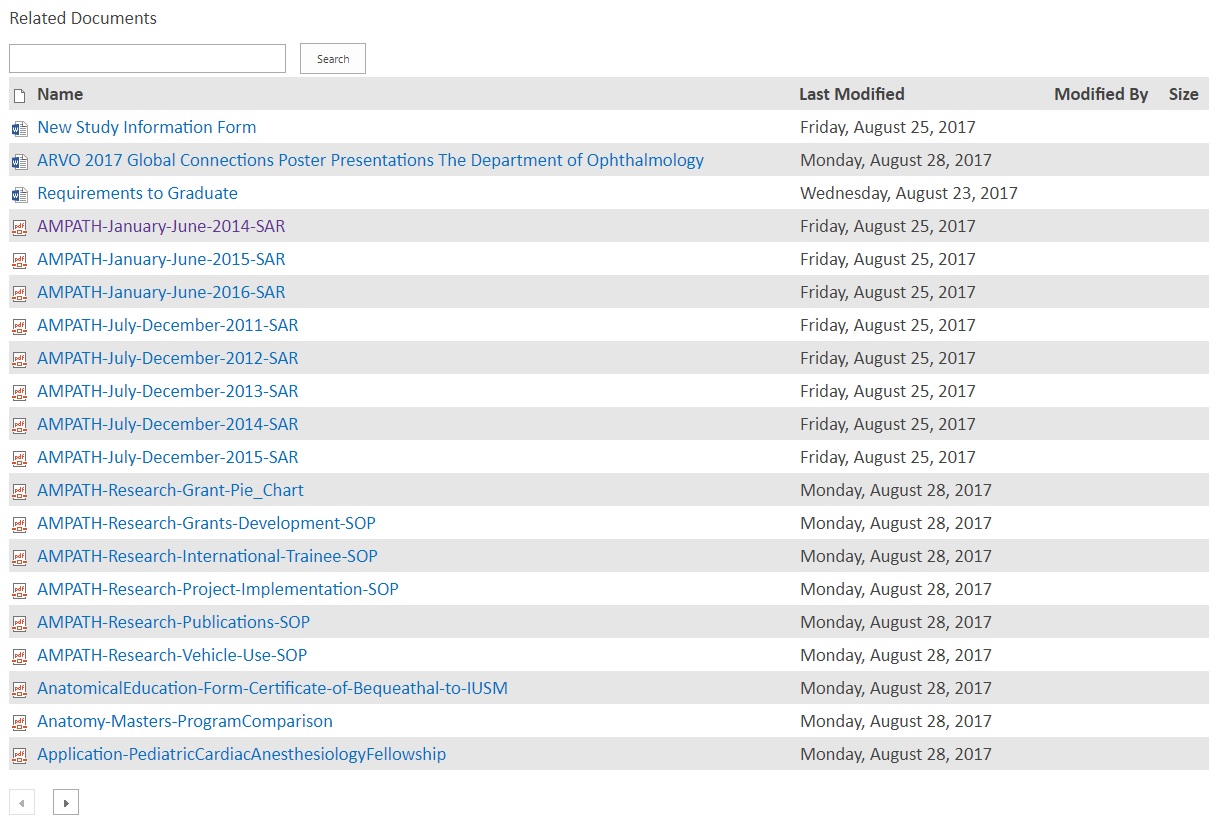 Related Documents
Search
Name Last Modified Modified By Size
New Study Information Form Friday, August 25, 2017
ARVO 2017 Global Connections Poster Presentations The Department of Ophthalmology Monday, August 28, 2017
Requirements to Graduate Wednesday, August 23, 2017
AMPATH-January-June-2014-SAR Friday, August 25, 2017
AMPATH-January-June-2015-SAR Friday, August 25, 2017
AMPATH-January-June-2016-SAR Friday, August 25, 2017
AMPATH-July-December-2011-SAR Friday, August 25, 2017
AMPATH-July-December-2012-SAR Friday, August 25, 2017
AMPATH-July-December-2013-SAR Friday, August 25, 2017
AMPATH-July-December-2014-SAR Friday, August 25, 2017
AMPATH-July-December-2015-SAR Friday, August 25, 2017
AMPATH-Research-Grant-Pie_Chart Monday, August 28, 2017
AMPATH-Research-Grants-Development-SOP Monday, August 28, 2017
AMPATH-Research-International-Trainee-SOP Monday, August 28, 2017
AMPATH-Research-Project-Implementation-SOP Monday, August 28, 2017
AMPATH-Research-Publications-SOP Monday, August 28, 2017
AMPATH-Research-Vehicle-Use-SOP Monday, August 28, 2017
AnatomicalEducation-Form-Certificate-of-Bequeathal-to-IUSM Monday, August 28, 2017
Anatomy-Masters-ProgramComparison Monday, August 28, 2017
Application-PediatricCardiacAnesthesiologyFellowship Monday, August 28, 2017